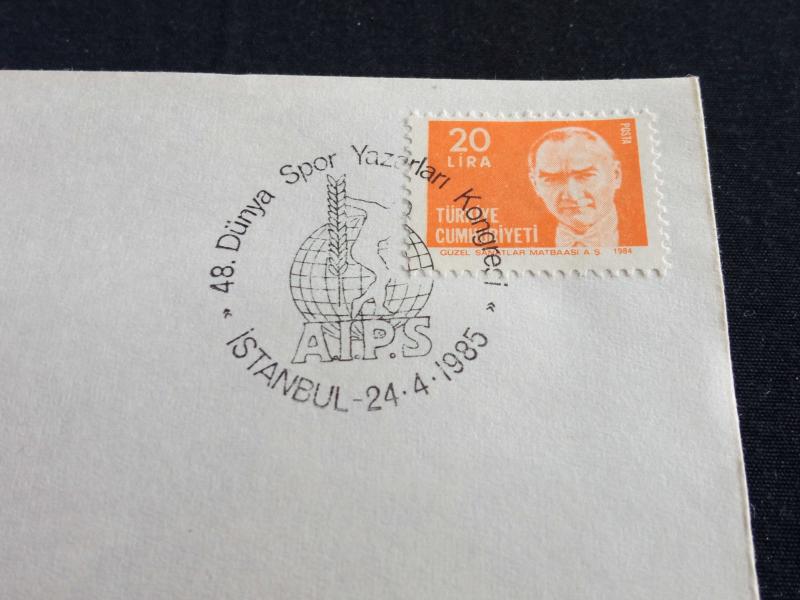 48. Dünya Spor Yazarları Kongresi
A.I.P.S
İSTANBUL-24.4.1985
20
LİRA
POSTA
TÜRKİYE
CUMHURİYETİ
GÜZEL SANATLAR MATBAASI A.Ş. 1984